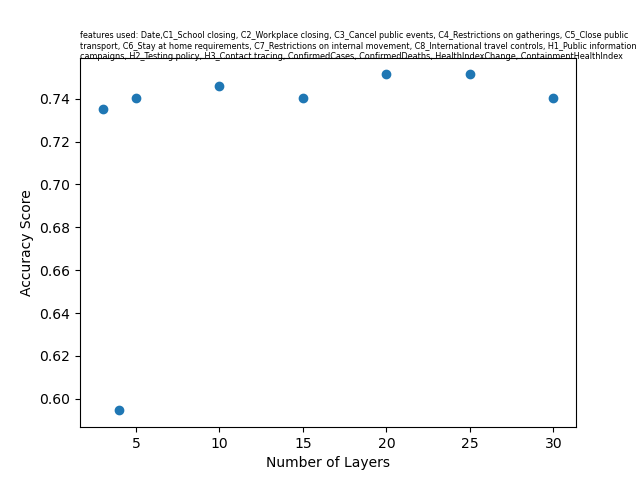 features used: Date,C1_School closing, C2_Workplace closing, C3_Cancel public events, C4_Restrictions on gatherings, C5_Close public
transport, C6_Stay at home requirements, C7_Restrictions on internal movement, C8_International travel controls, H1_Public information
campaigns, H2_Testing policy, H3_Contact tracing, ConfirmedCases, ConfirmedDeaths, HealthIndexChange, ContainmentHealthIndex
0.74
0.72
0.70
0.68
0.66
0.64
0.62
0.60
Accuracy Score
5 10 15 20 25 30
Number of Layers